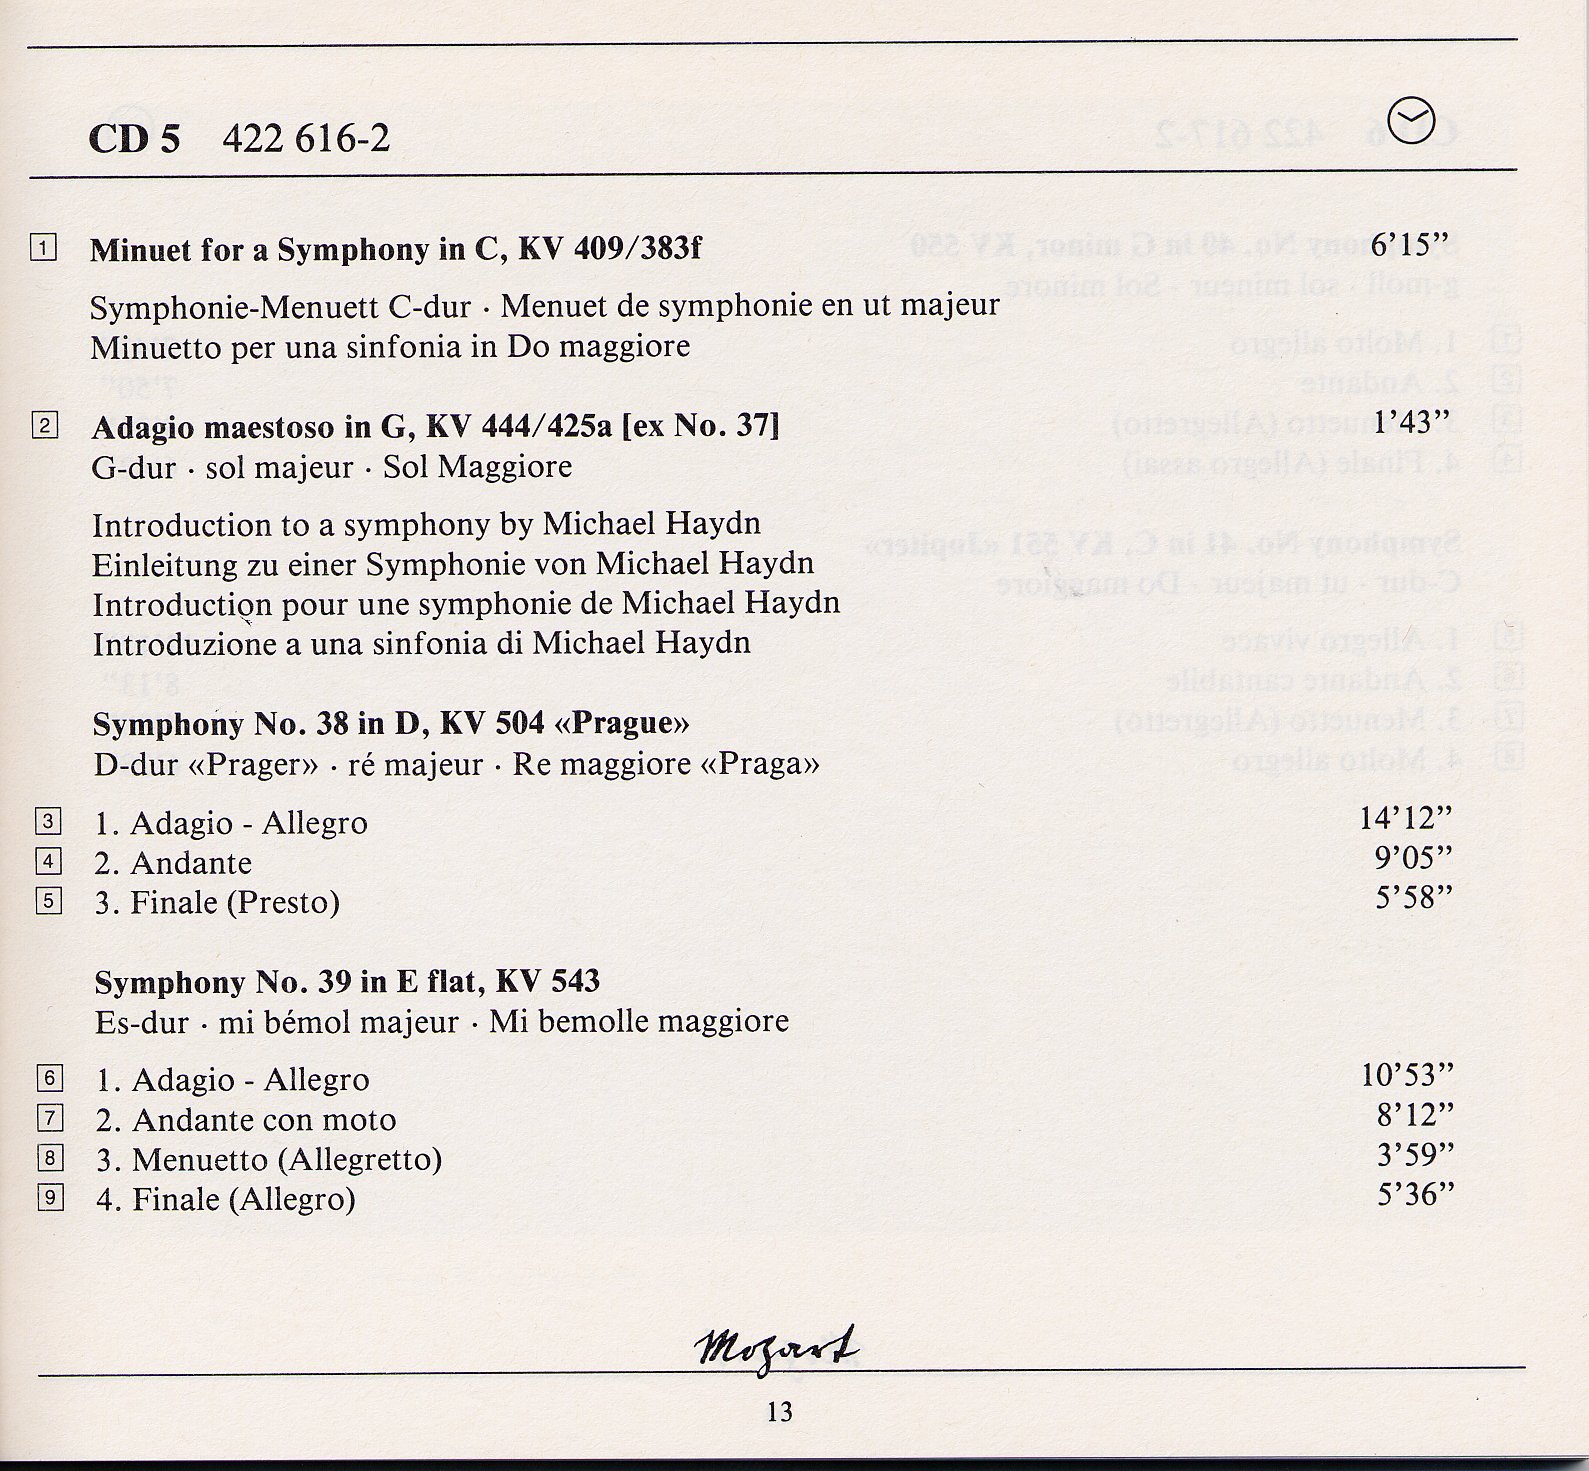 CD 5 422 616-2
1 Minuet for a Symphony in C, KV 409/383f 6’15”
Symphonie-Menuett C-dur · Menuet de symphonie en ut majeur
Minuetto per una sinfonia in Do maggiore
2 Adagio maestoso in G, KV 444/425a [ex No. 37] 1’43”
G-dur · sol majeur · Sol Maggiore
Introduction to a symphony by Michael Haydn
Einleitung zu einer Symphonie von Michael Haydn
Introduction pour une symphonie de Michael Haydn
Introduzione a una sinfonia di Michael Haydn
Symphony No. 38 in D, KV 504 «Prague»
D-dur «Prager» · ré majeur · Re maggiore «Praga»
3 1. Adagio - Allegro 14’12”
4 2. Andante 9’05”
5 3. Finale (Presto) 5’58”
Symphony No. 39 in E flat, KV 543
Es-dur · mi bémol majeur · Mi bemolle maggiore
6 1. Adagio - Allegro 10’53”
7 2. Andante con moto 8’12”
8 3. Menuetto (Allegretto) 3’59”
9 4. Finale (Allegro) 5’36”
Mozart
13